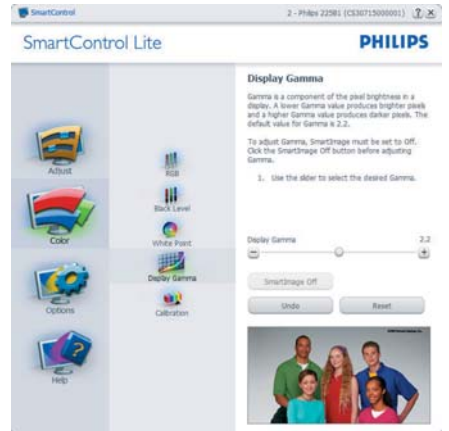 SmartControl
2 - Philips 225B1 (CS30715000001)
SmartControl Lite
PHILIPS
Adjust
Color
Options
Help
RGB
Black Level
White Point
Display Gamma
Calibration
Display Gamma
Gamma is a component of the pixel brightness in a
display. A lower Gamma value produces brighter pixels
and a higher Gamma value produces darker pixels. The
default value for Gamma is 2.2.
To adjust Gamma, SmartImage must be set to Off.
Click the SmartImage Off button before adjusting
Gamma.
1. Use the slider to select the desired Gamma.
Display Gamma 2.2
SmartImage Off
Undo Reset